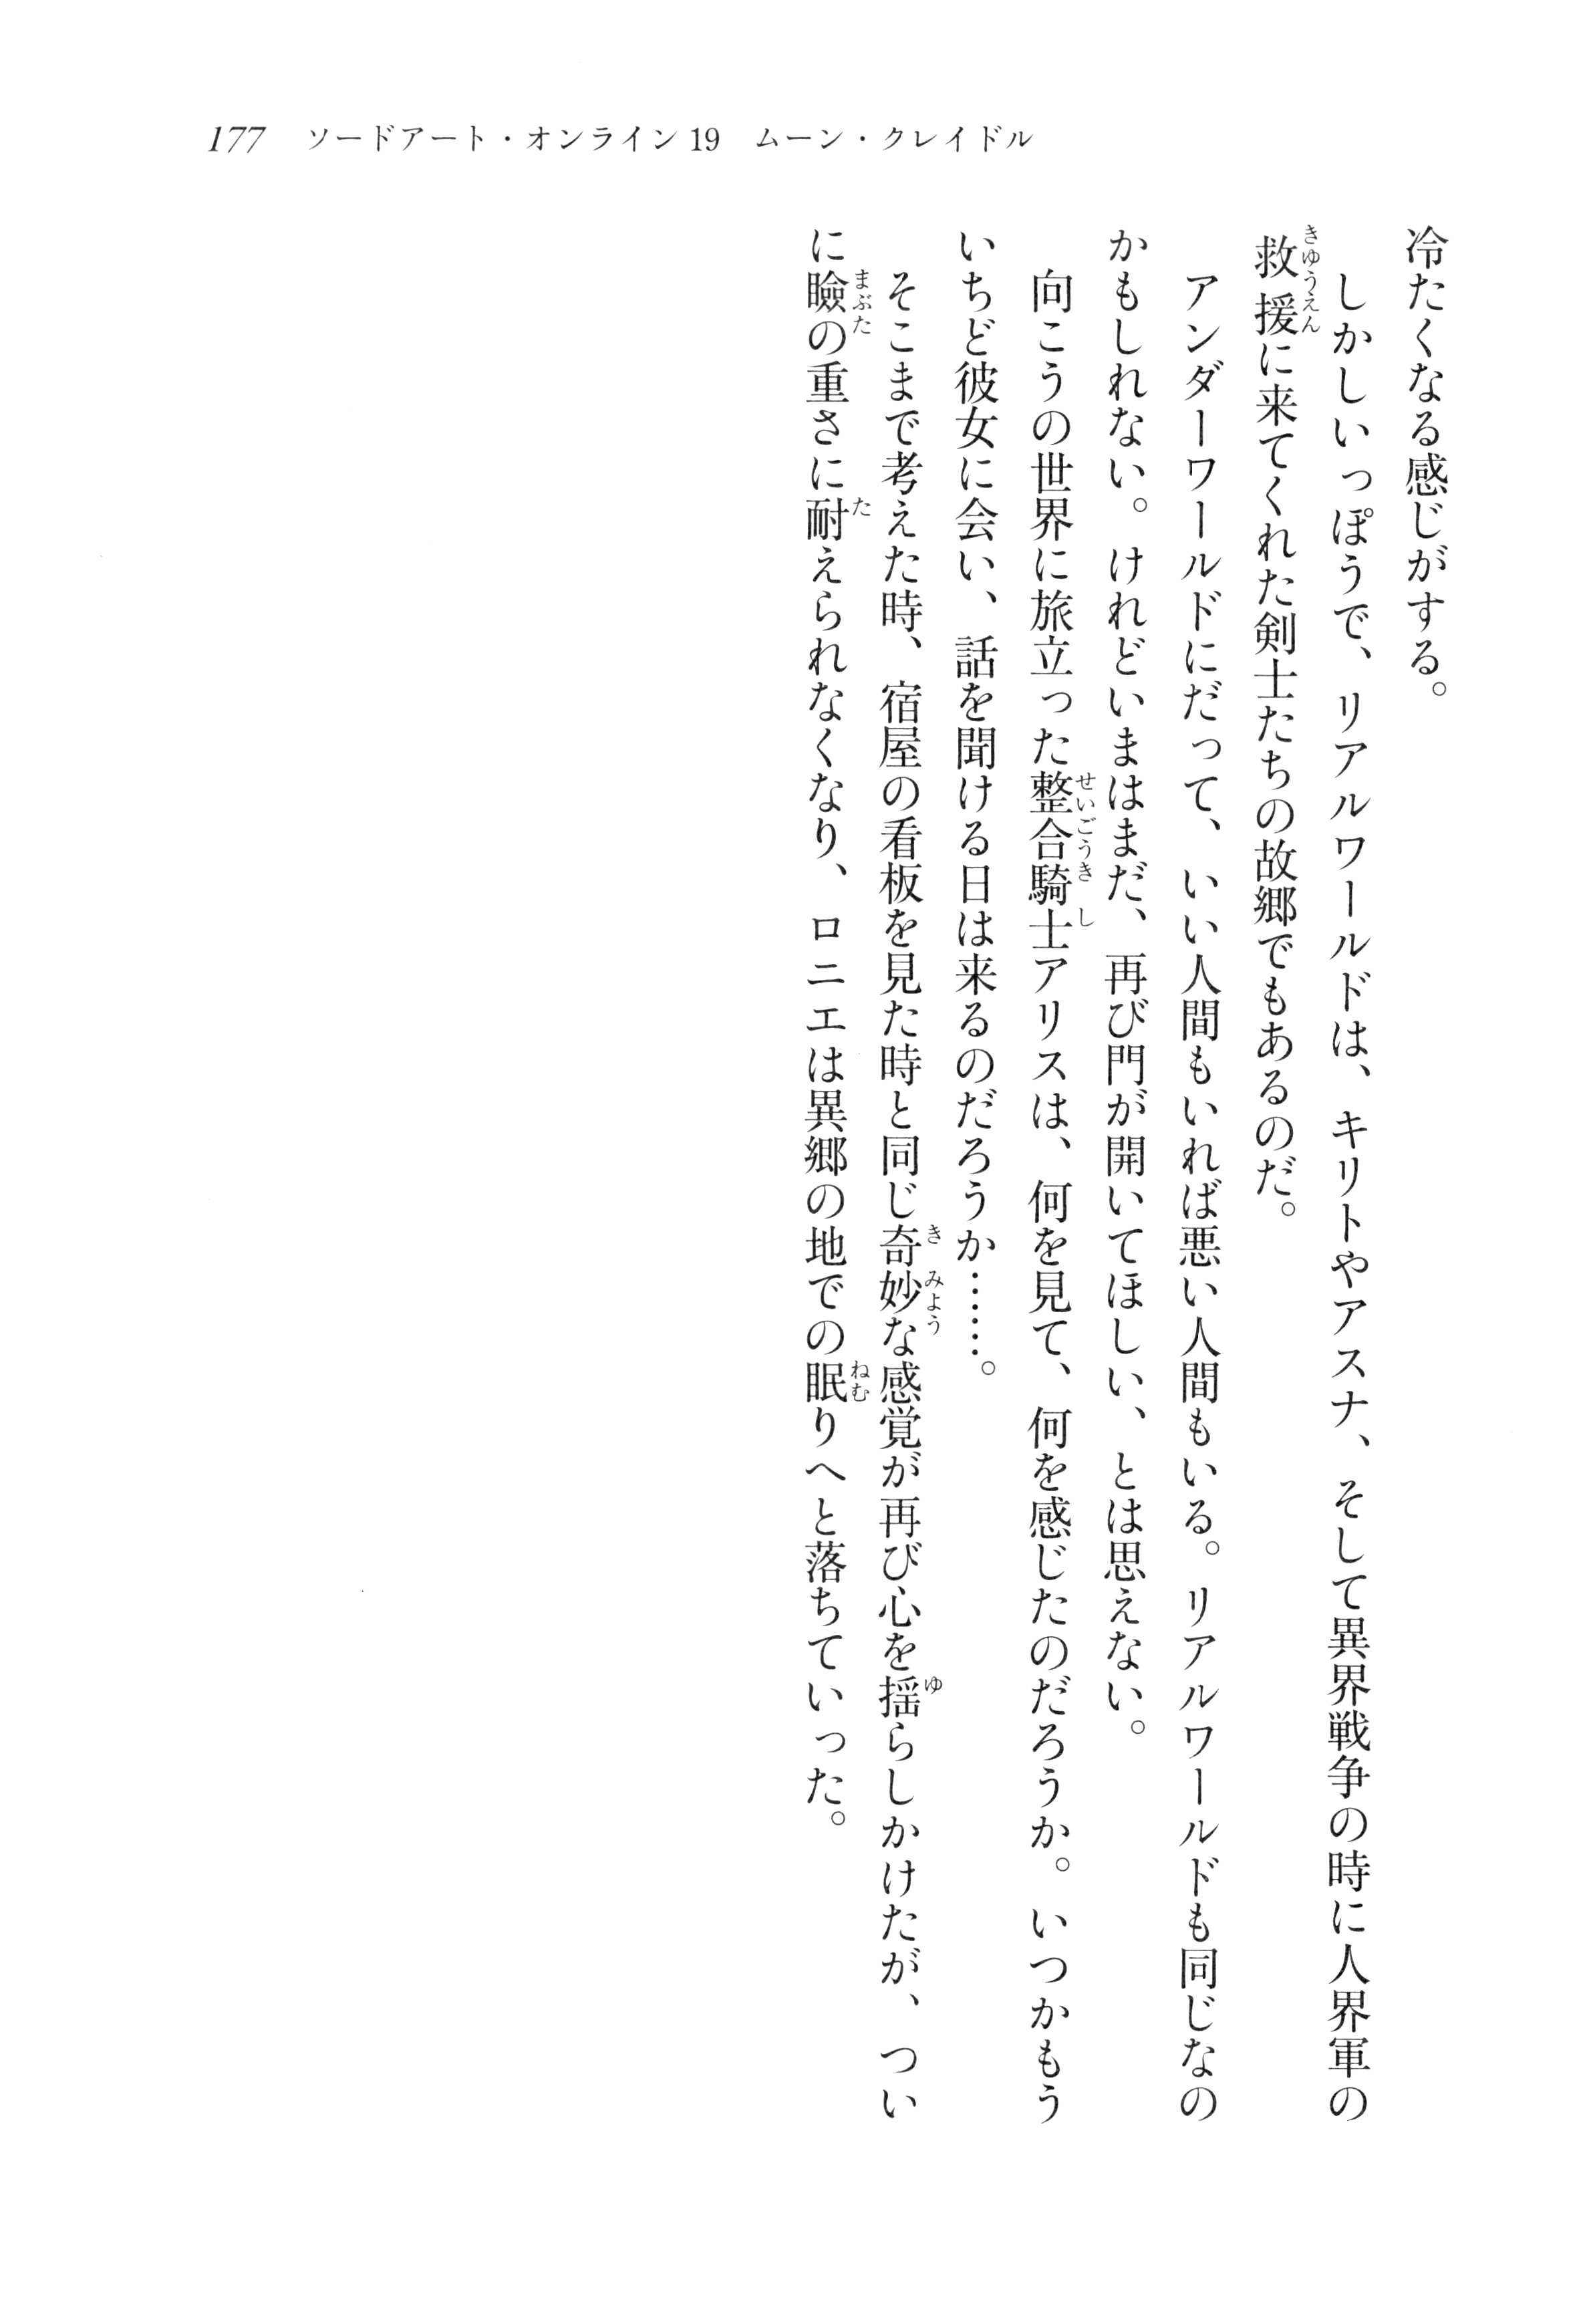 177 ソードアート・オンライン19 ムーン・クレイドル
冷たくなる感じがする。
しかしいっぽうで、リアルワールドは、キリトやアスナ、そして異界戦争の時に人界軍の
救援に来てくれた剣士たちの故郷でもあるのだ。
アンダーワールドにだって、いい人間もいれば悪い人間もいる。リアルワールドも同じなの
かもしれない。けれどいまはまだ、再び門が開いてほしい、とは思えない。
向こうの世界に旅立った整合騎士アリスは、何を見て、何を感じたのだろうか。いつかもう
いちど彼女に会い、話を聞ける日は来るのだろうか……。
そこまで考えた時、宿屋の看板を見た時と同じ奇妙な感覚が再び心を揺らしかけたが、つい
に瞼の重さに耐えられなくなり、ロニエは異郷の地での眠りへと落ちていった。